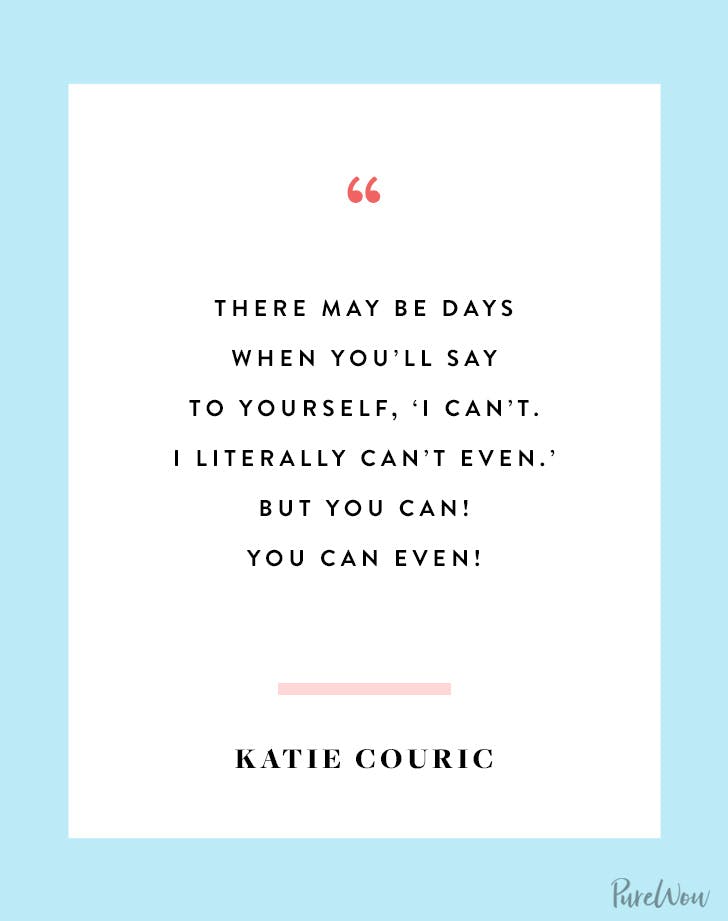 “
THERE MAY BE DAYS
WHEN YOU’LL SAY
TO YOURSELF, ‘I CAN’T.
I LITERALLY CAN’T EVEN.’
BUT YOU CAN!
YOU CAN EVEN!
KATIE COURIC
PureWow